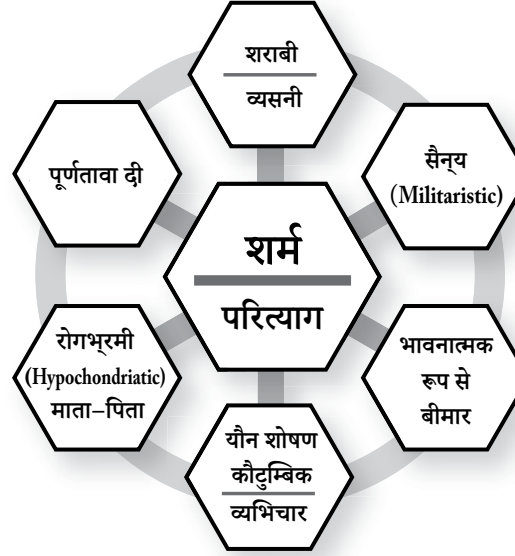 शराबी
व्यसनी
पूर्णतावा दी
सैन्य
(Militaristic)
शर्म
परित्याग
रोगभ्रमी
(Hypochondriatic)
माता–पिता
भावनात्मक
रूप से
बीमार
यौन शोषण
कौटुम्बिक
व्यभिचार